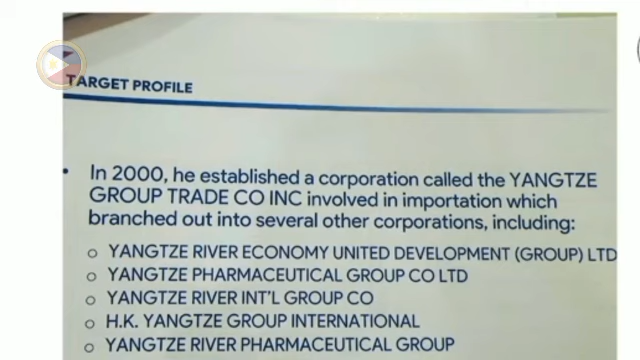 TARGET PROFILE
• In 2000, he established a corporation called the YANGTZE
GROUP TRADE CO INC involved in importation which
branched out into several other corporations, including:
o YANGTZE RIVER ECONOMY UNITED DEVELOPMENT (GROUP) LTD
o YANGTZE PHARMACEUTICAL GROUP CO LTD
o YANGTZE RIVER INT'L GROUP CO
o H.K. YANGTZE GROUP INTERNATIONAL
o YANGTZE RIVER PHARMACEUTICAL GROUP